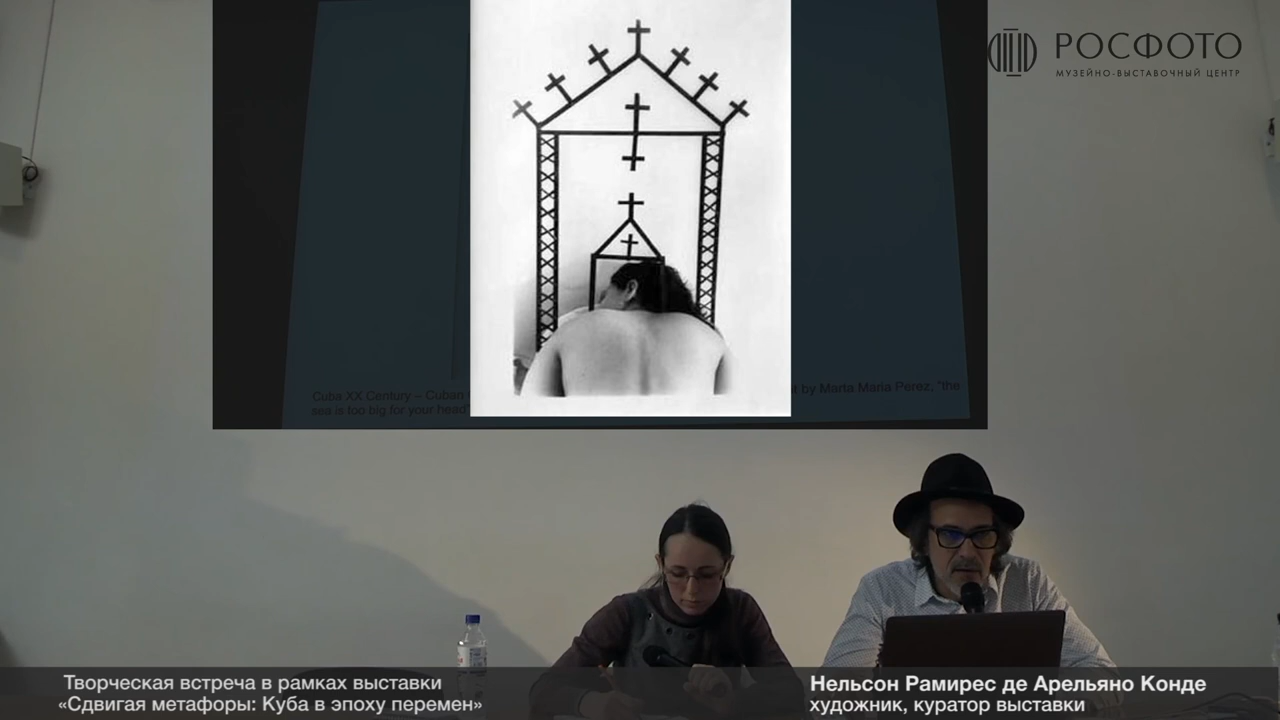 РОСФОТО
МУЗЕЙНО-ВЫСТАВОЧНЫЙ ЦЕНТР
Cuba XX Century – Cuban
by Marta Maria Perez, "the
sea is too big for your head"
Творческая встреча в рамках выставки
«Сдвигая метафоры: Куба в эпоху перемен»
Нельсон Рамирес де Арельяно Конде
художник, куратор выставки